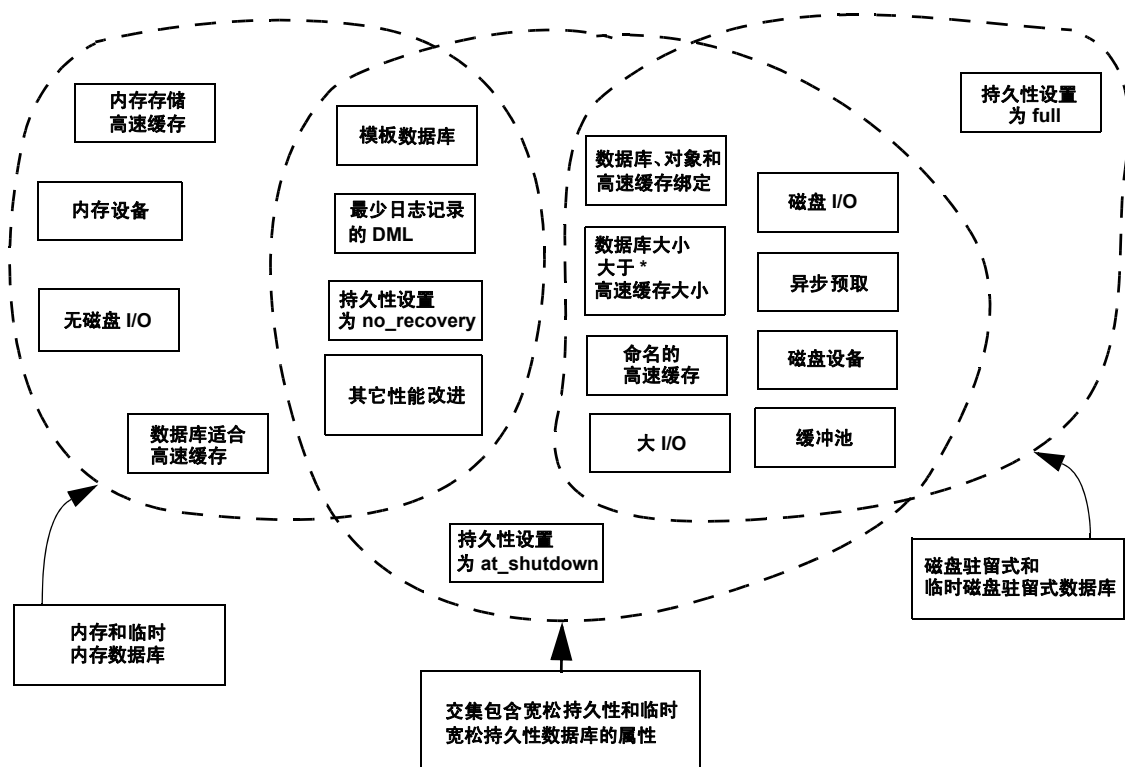 内存存储
高速缓存
内存设备
无磁盘 I/O
数据库适合
高速缓存
模板数据库
最少日志记录
的 DML
持久性设置
为 no_recovery
其它性能改进
数据库、对象和
高速缓存绑定
数据库大小
大于 *
高速缓存大小
命名的
高速缓存
大 I/O
磁盘 I/O
异步预取
磁盘设备
缓冲池
持久性设置
为 full
持久性设置
为 at_shutdown
内存和临时
内存数据库
交集包含宽松持久性和临时
宽松持久性数据库的属性
磁盘驻留式和
临时磁盘驻留式数据库